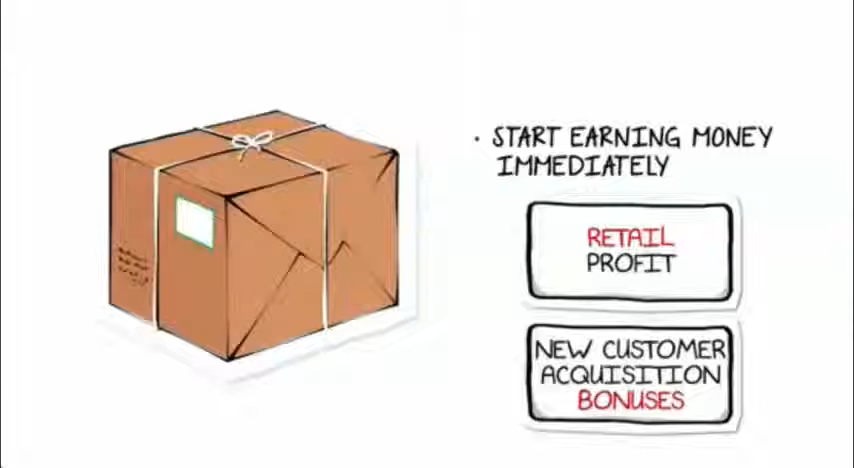 · START EARNING MONEY
IMMEDIATELY
RETAIL
PROFIT
NEW CUSTOMER
ACQUISITION
BONUSES